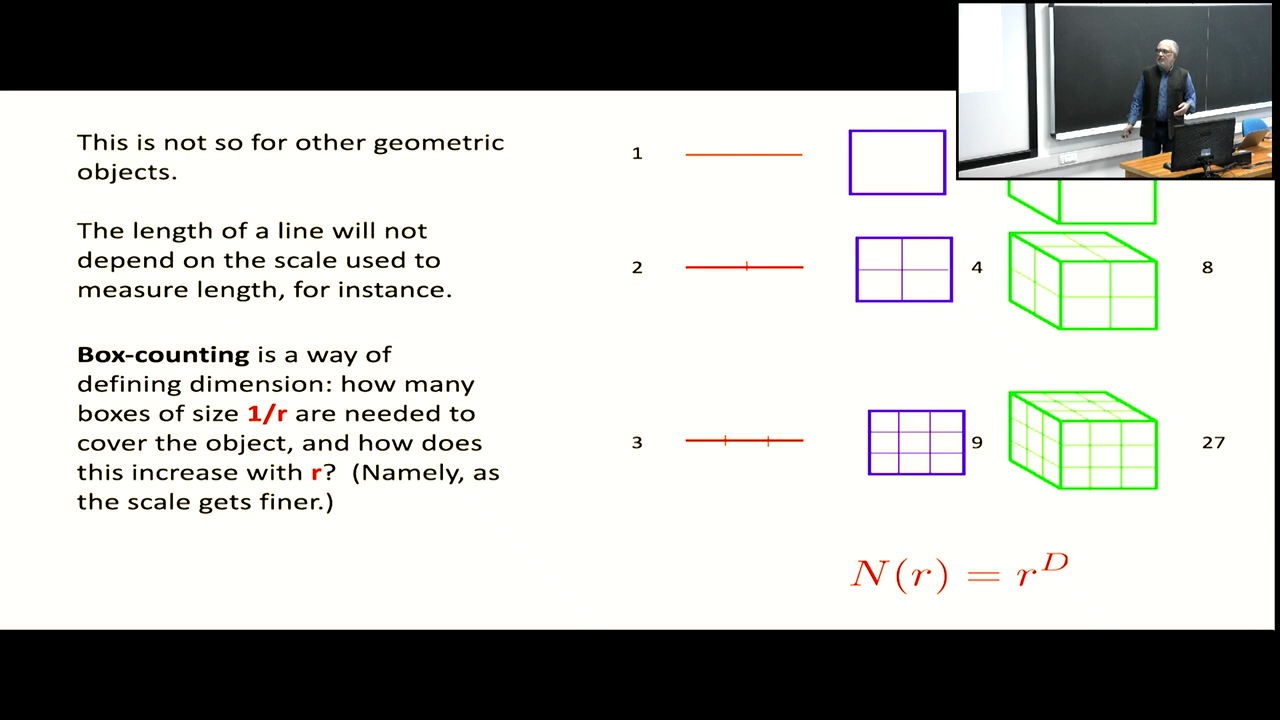 This is not so for other geometric
objects.
The length of a line will not
depend on the scale used to
measure length, for instance.
Box-counting is a way of
defining dimension: how many
boxes of size 1/r are needed to
cover the object, and how does
this increase with r? (Namely, as
the scale gets finer.)
1
2 4 8
3 9 27
N(r) = r^D